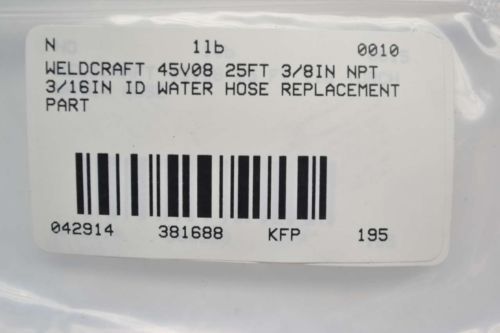 N 1lb 0010
WELDCRAFT 45V08 25FT 3/8IN NPT
3/16IN ID WATER HOSE REPLACEMENT
PART
042914 381688 KFP 195